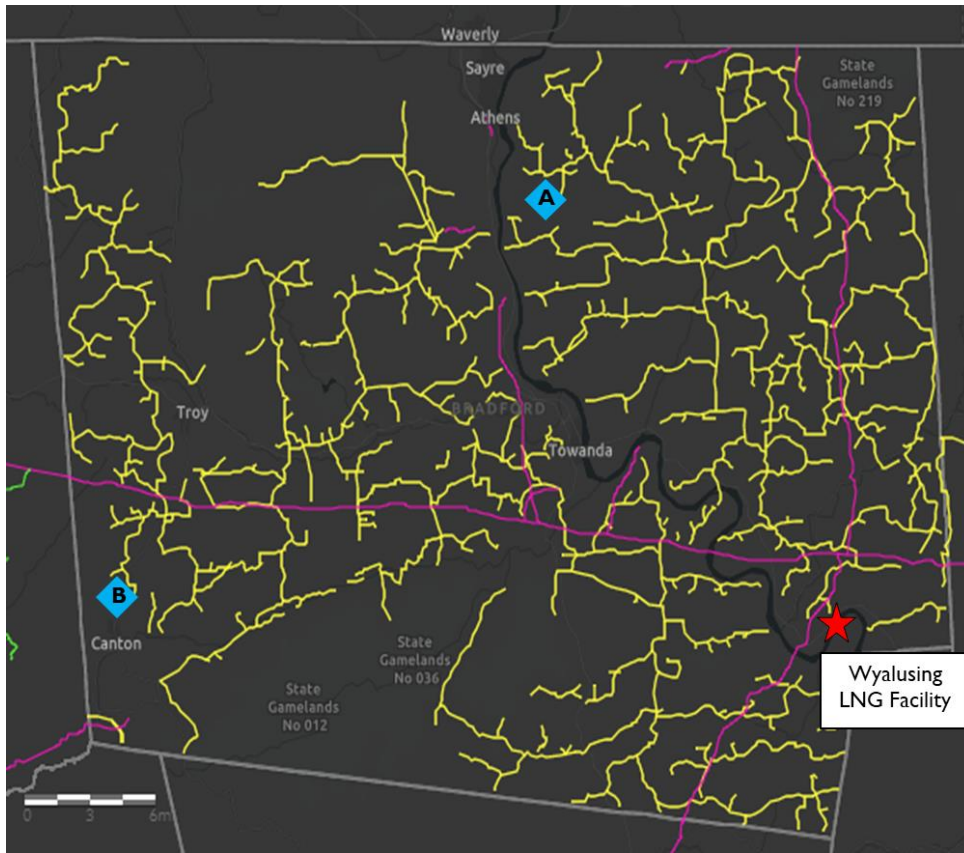 Waverly
Sayre
State
Gamelands
No 219
Athens
A
BRADFORD
Troy
Towanda
B
Canton
State
Gamelands
No 036
State
Gamelands
No 012
Wyalusing
LNG Facility
0 3 6mi